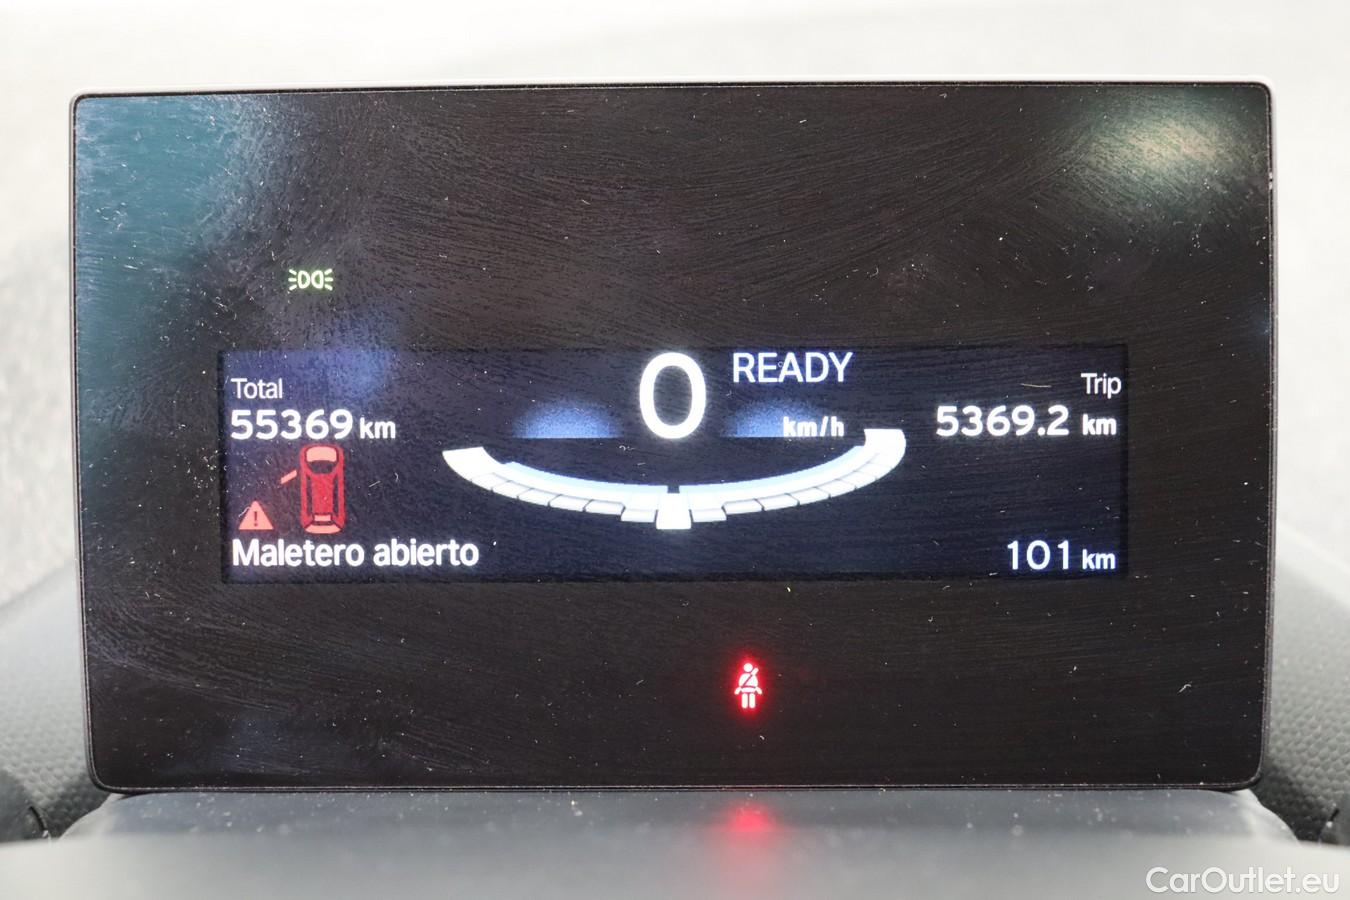 READY
0 km/h
Total
55369 km
Trip
5369.2 km
Maletero abierto
101 km
CarOutlet.eu